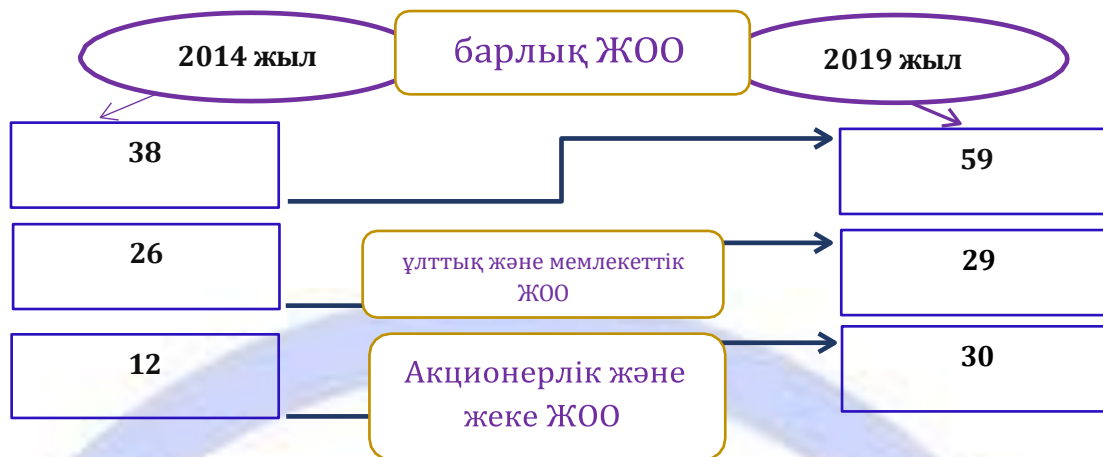 2014 жыл
барлық ЖОО
2019 жыл
38
59
26
ұлттық және мемлекеттік
ЖОО
29
12
Акционерлік және
жеке ЖОО
30